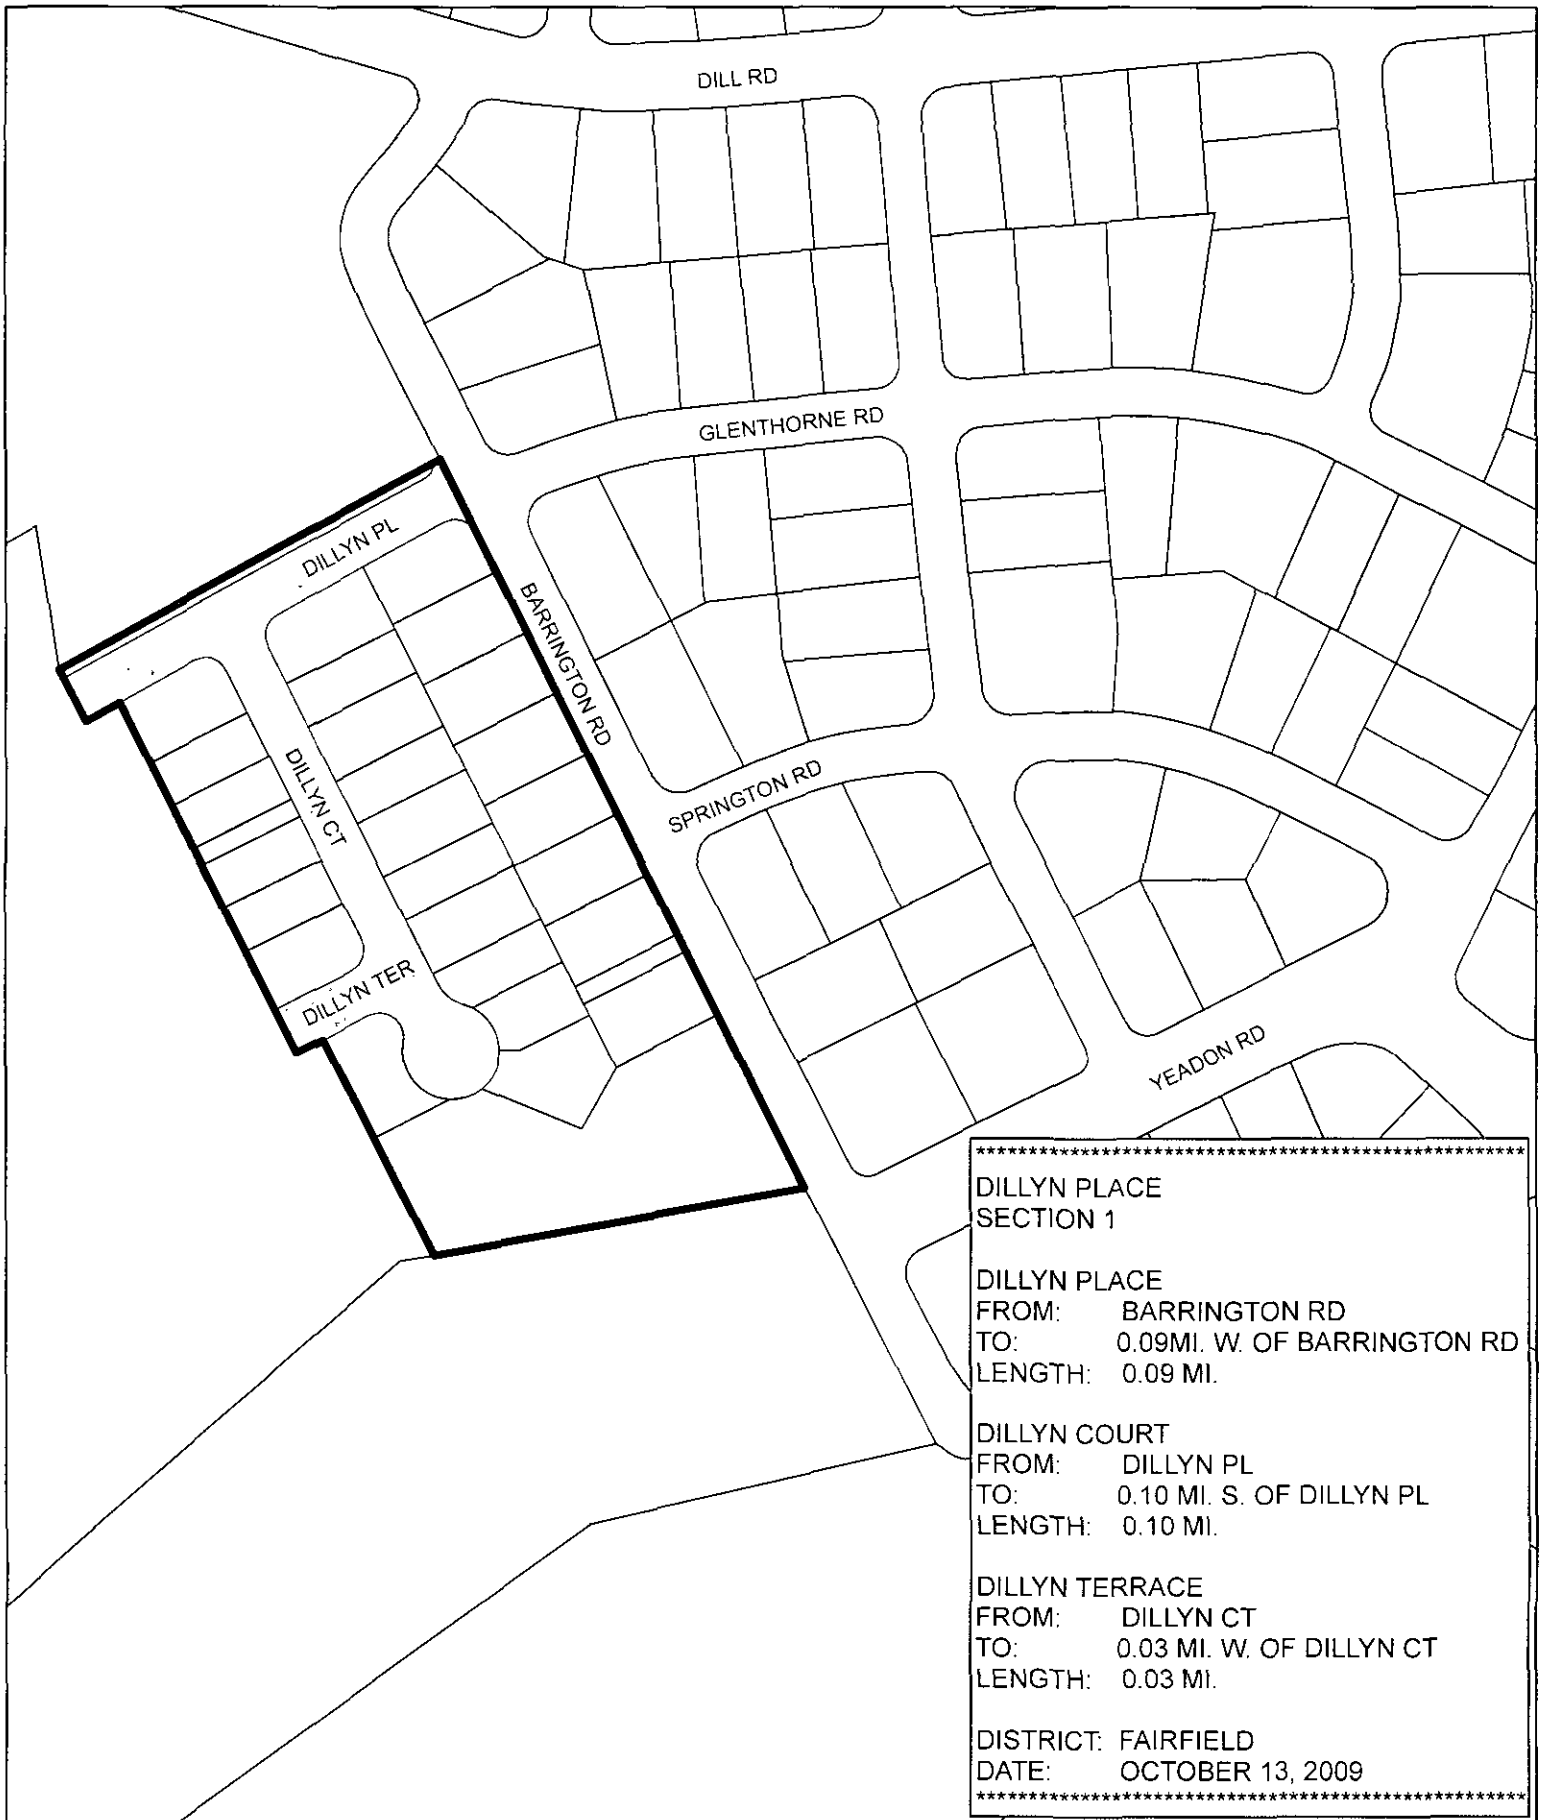 DILL RD
GLENTHORNE RD
DILLYN PL
BARRINGTON RD
DILLYN CT
SPRINGTON RD
DILLYN TER
YEADON RD
****************************************************
DILLYN PLACE
SECTION 1
DILLYN PLACE
FROM: BARRINGTON RD
TO: 0.09MI. W. OF BARRINGTON RD
LENGTH: 0.09 MI.
DILLYN COURT
FROM: DILLYN PL
TO: 0.10 MI. S. OF DILLYN PL
LENGTH: 0.10 MI.
DILLYN TERRACE
FROM: DILLYN CT
TO: 0.03 MI. W. OF DILLYN CT
LENGTH: 0.03 MI.
DISTRICT: FAIRFIELD
DATE: OCTOBER 13, 2009
****************************************************